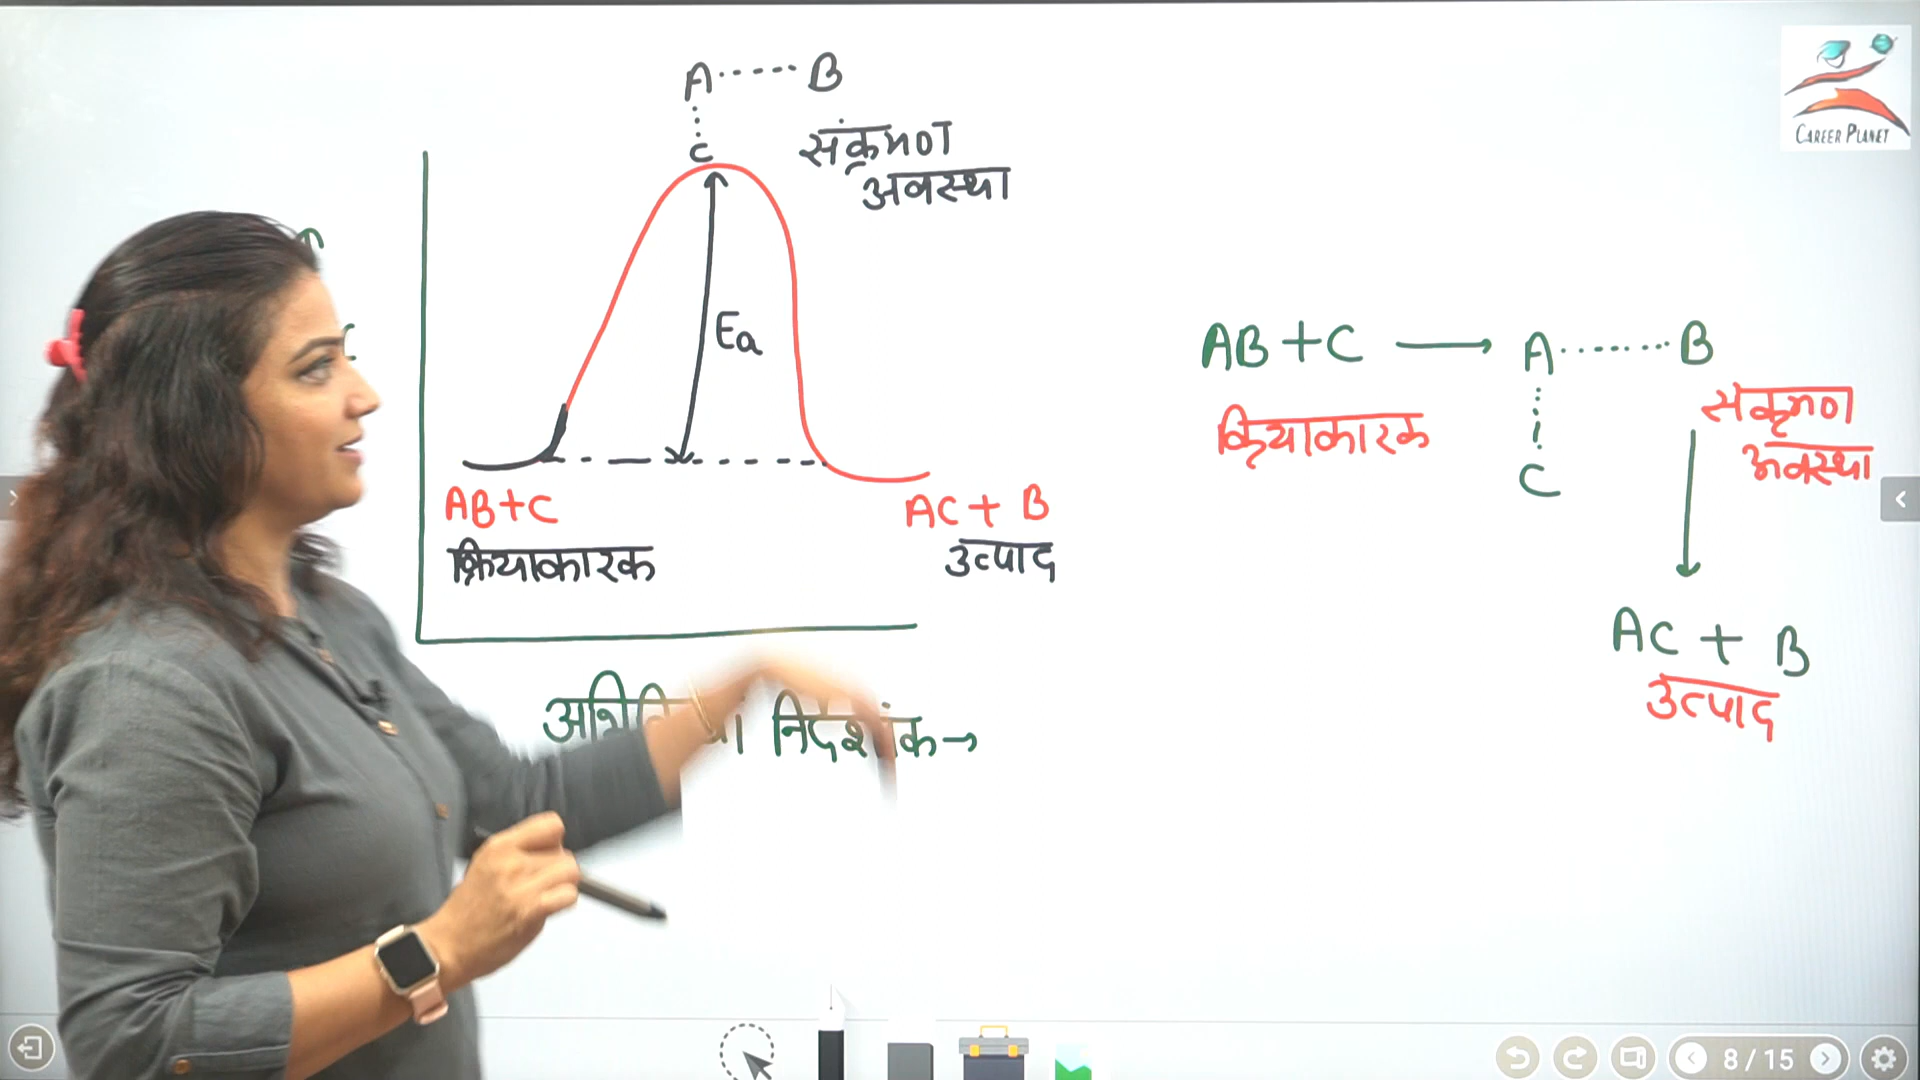 A ...... B
C
संक्रमण
अवस्था
Ea
AB + C
क्रियाकारक
AC + B
उत्पाद
निर्देशांक →
AB + C → A ........ B
C
संक्रमण
अवस्था
क्रियाकारक
AC + B
उत्पाद
CAREER PLANET
8 / 15